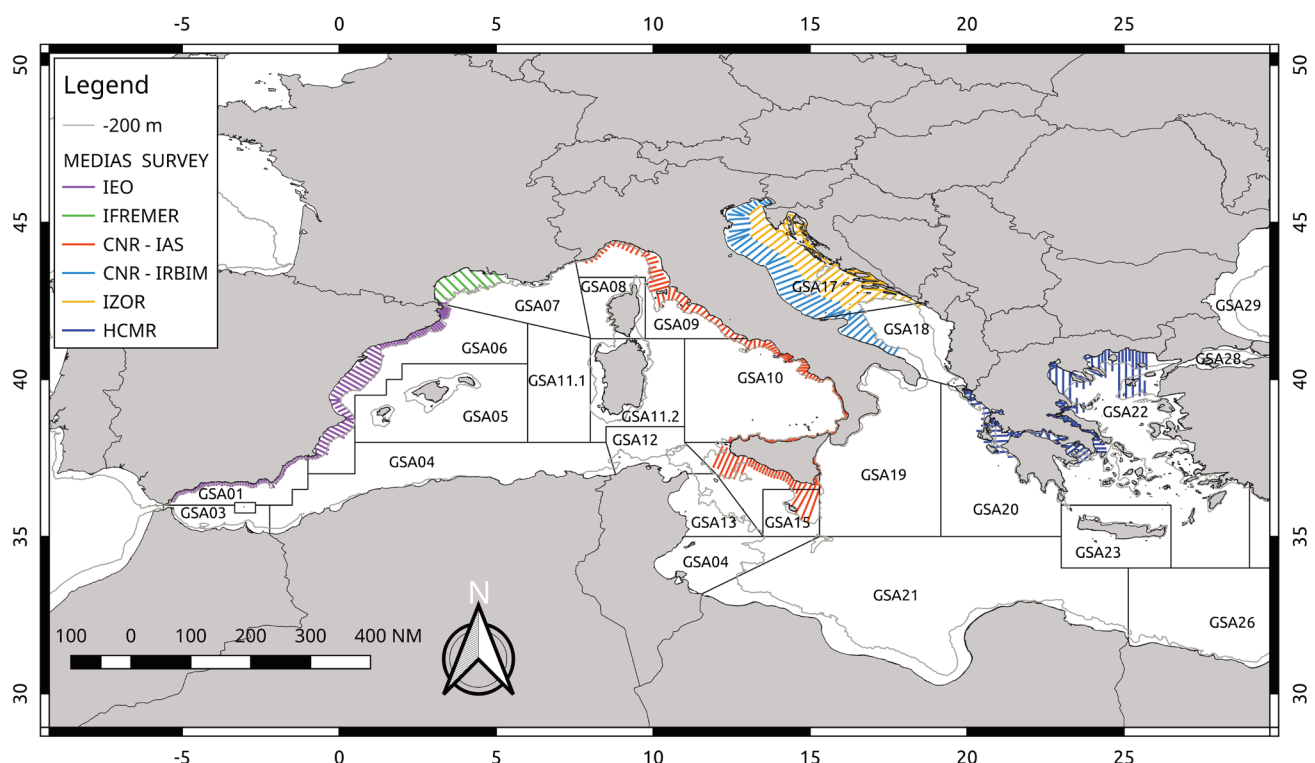 -5 0 5 10 15 20 25
50 50
Legend
-200 m
MEDIAS SURVEY
IEO
IFREMER
CNR - IAS
CNR - IRBIM
IZOR
HCMR
45 45
GSA08
GSA17
GSA07
GSA29
GSA09
GSA18
GSA06
GSA28
40 40
GSA11.1
GSA10
GSA05
GSA11.2
GSA22
GSA12
GSA04
GSA19
GSA01
GSA03
GSA13
GSA15
GSA20
35 35
GSA23
GSA04
GSA21
GSA26
N
100 0 100 200 300 400 NM
30 30
-5 0 5 10 15 20 25